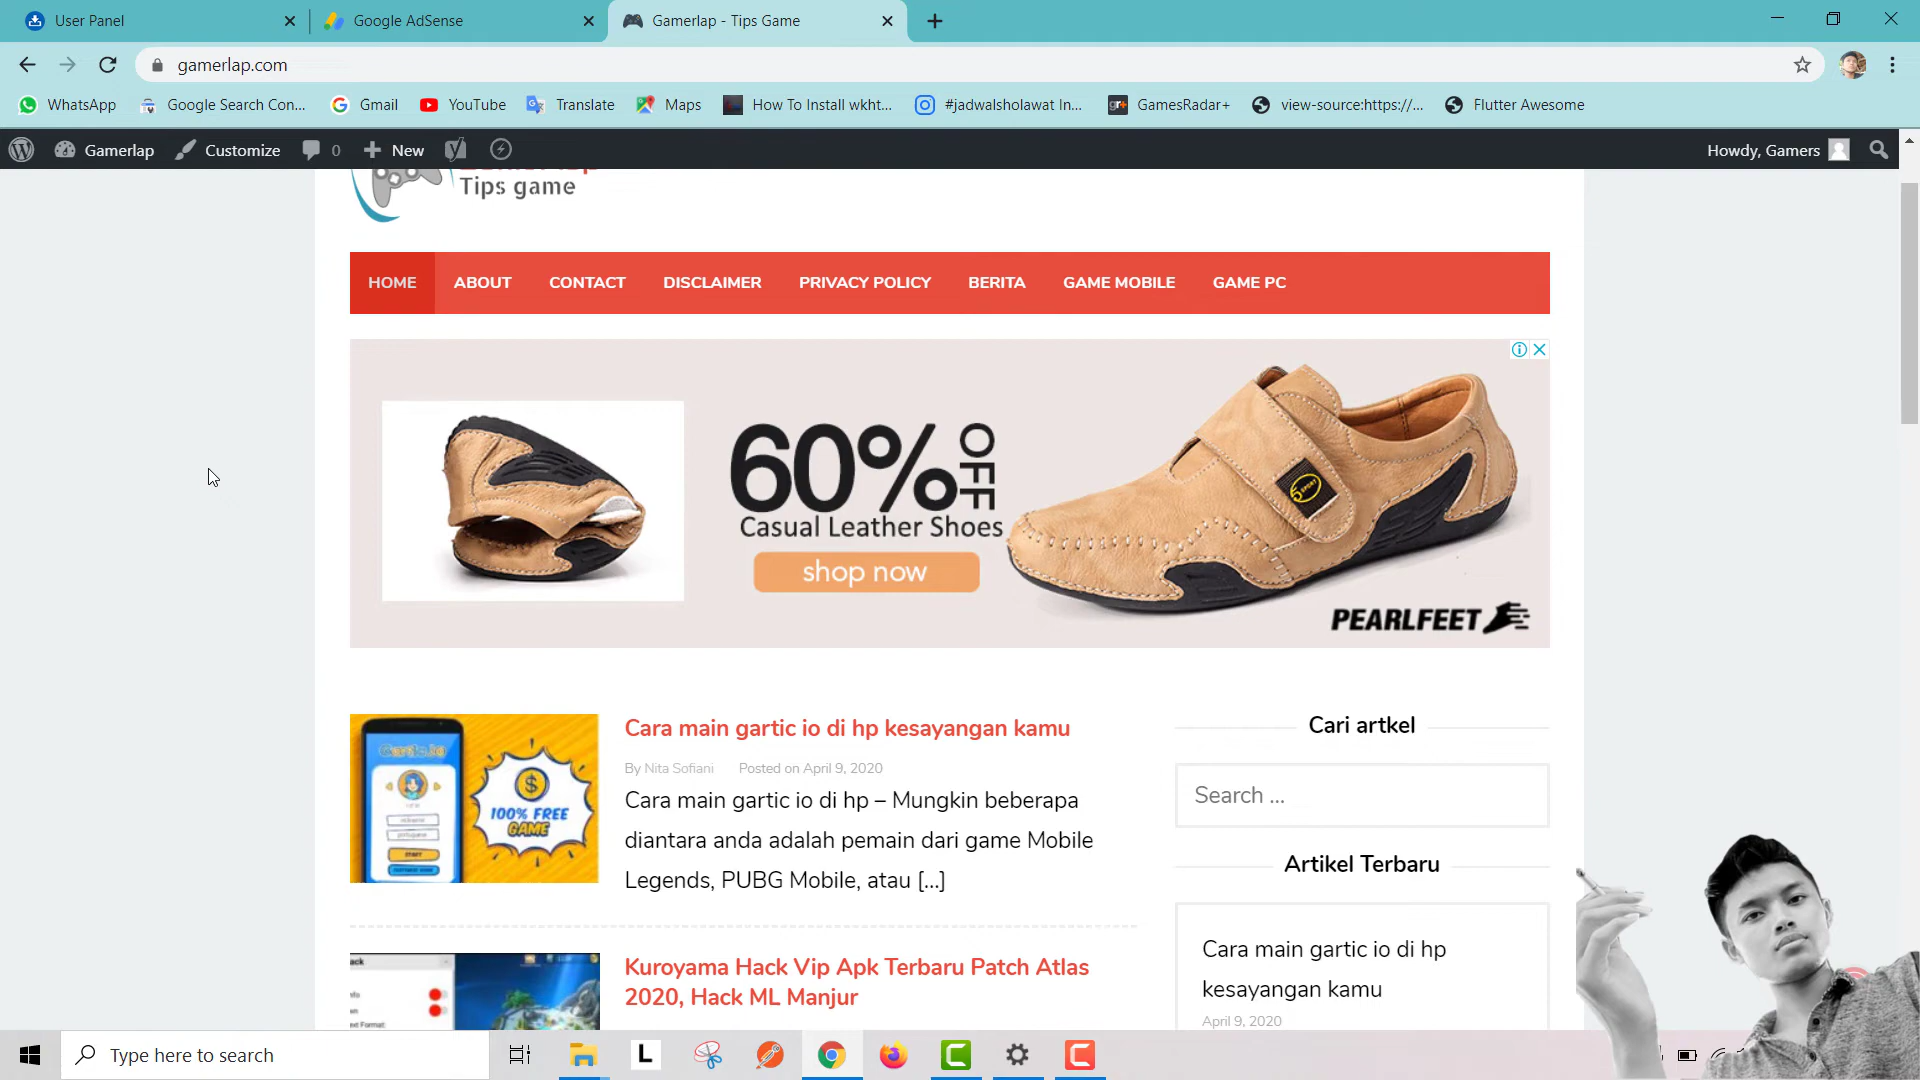 User Panel
Google AdSense
Gamerlap - Tips Game
gamerlap.com
WhatsApp
Google Search Con...
Gmail
YouTube
Translate
Maps
How To Install wkht...
#jadwalsholawat In...
GamesRadar+
view-source:https://...
Flutter Awesome
Gamerlap
Customize
0
New
Howdy, Gamers
Tips game
HOME
ABOUT
CONTACT
DISCLAIMER
PRIVACY POLICY
BERITA
GAME MOBILE
GAME PC
60% OFF
Casual Leather Shoes
shop now
PEARLFEET
Cara main gartic io di hp kesayangan kamu
By Nita Sofiani Posted on April 9, 2020
Cara main gartic io di hp – Mungkin beberapa
diantara anda adalah pemain dari game Mobile
Legends, PUBG Mobile, atau [...]
100% FREE
GAME
Kuroyama Hack Vip Apk Terbaru Patch Atlas
2020, Hack ML Manjur
Cari artkel
Search ...
Artikel Terbaru
Cara main gartic io di hp
kesayangan kamu
April 9, 2020
Type here to search